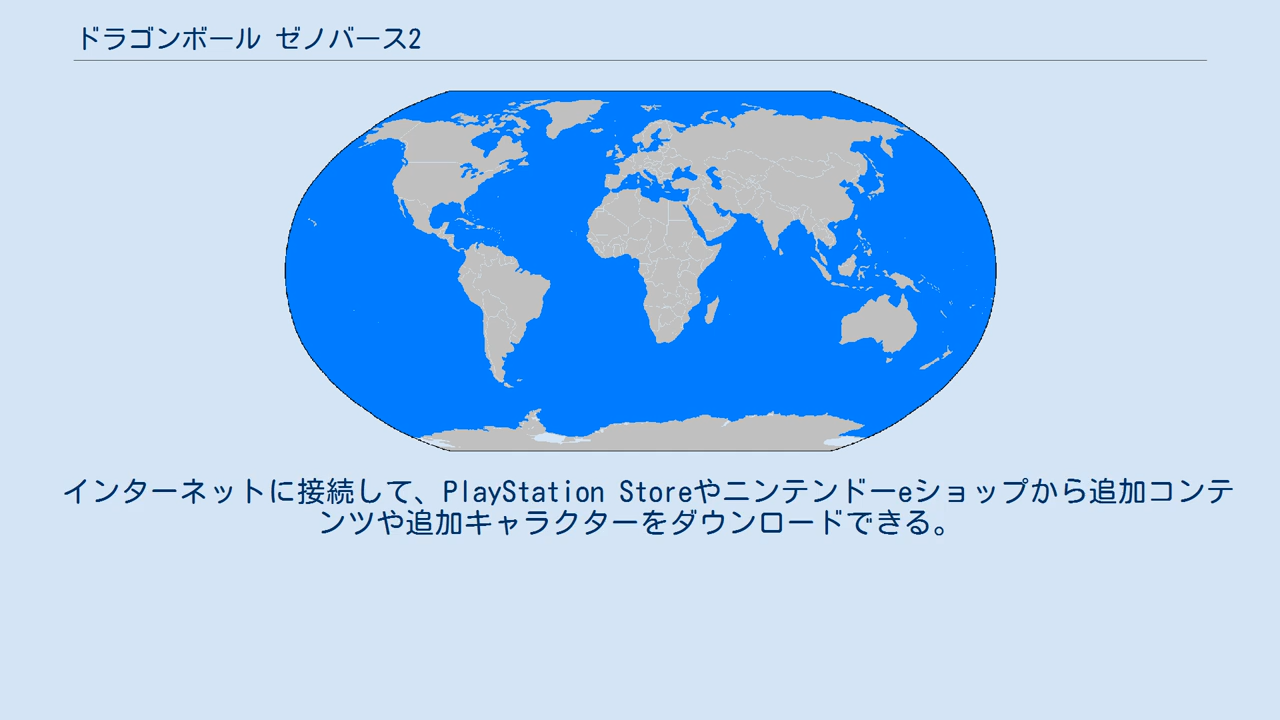 ドラゴンボール ゼノバース2
インターネットに接続して、PlayStation Storeやニンテンドーeショップから追加コンテ
ンツや追加キャラクターをダウンロードできる。